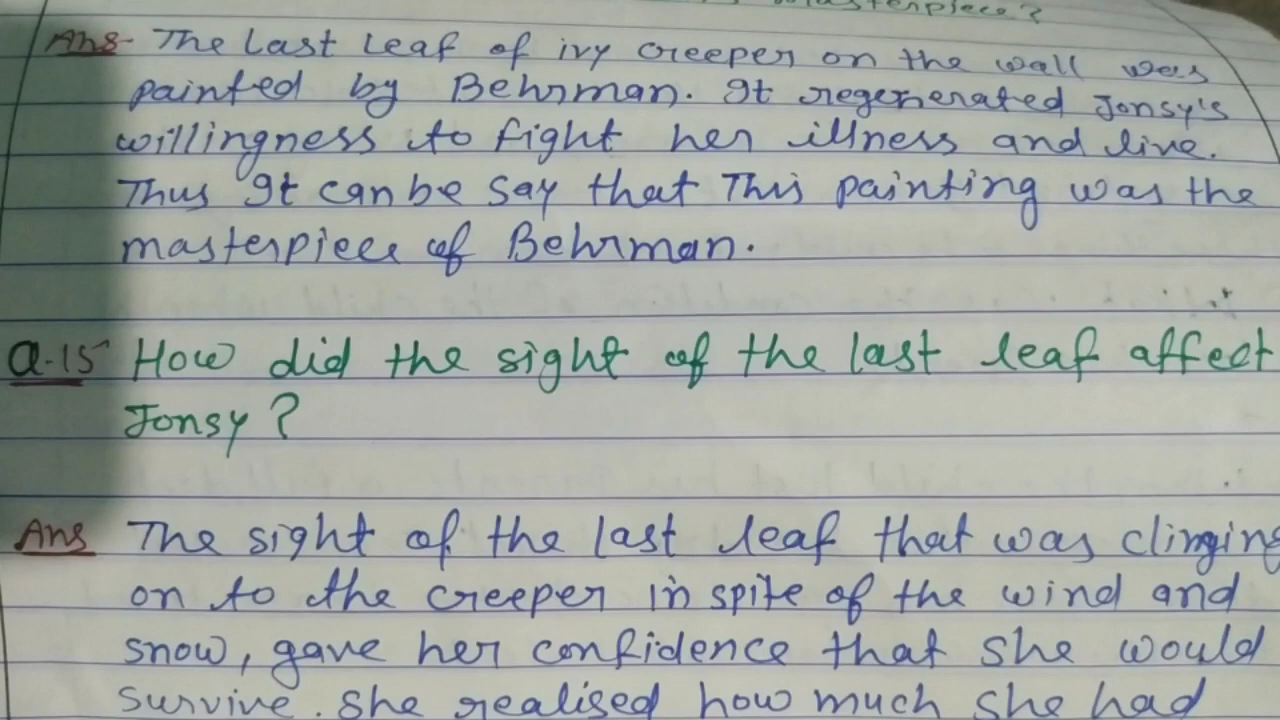 masterpiece?
Ans- The Last Leaf of ivy creeper on the wall was
painted by Behrman. It regenerated Jonsy's
willingness to fight her illness and live.
Thus It can be say that This painting was the
masterpiece of Behrman.
Q.15 How did the sight of the last leaf affect
Jonsy?
Ans The sight of the last leaf that was clinging
on to the creeper in spite of the wind and
snow, gave her confidence that she would
survive. She realised how much she had